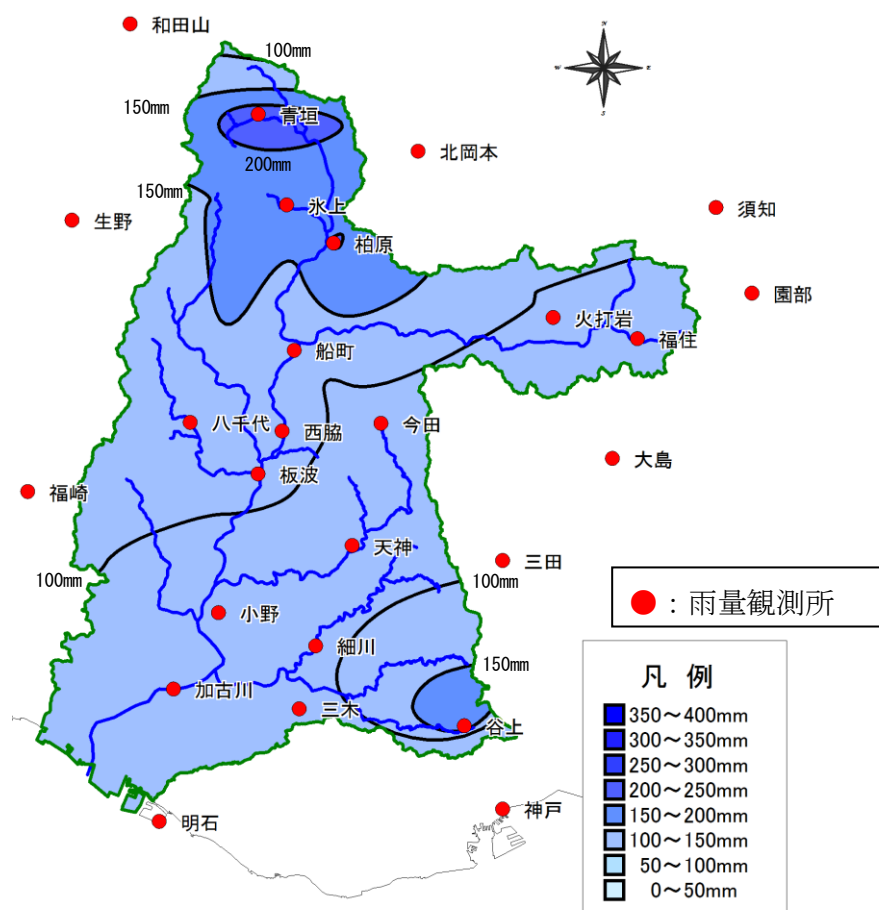 和田山
N
W
E
S
100mm
150mm
青垣
北岡本
200mm
150mm
氷上
須知
生野
柏原
園部
火打岩
福住
船町
八千代
西脇
今田
大島
板波
福崎
天神
三田
100mm
100mm
●：雨量観測所
小野
細川
150mm
加古川
三木
谷上
明石
神戸
凡 例
350～400mm
300～350mm
250～300mm
200～250mm
150～200mm
100～150mm
50～100mm
0～50mm